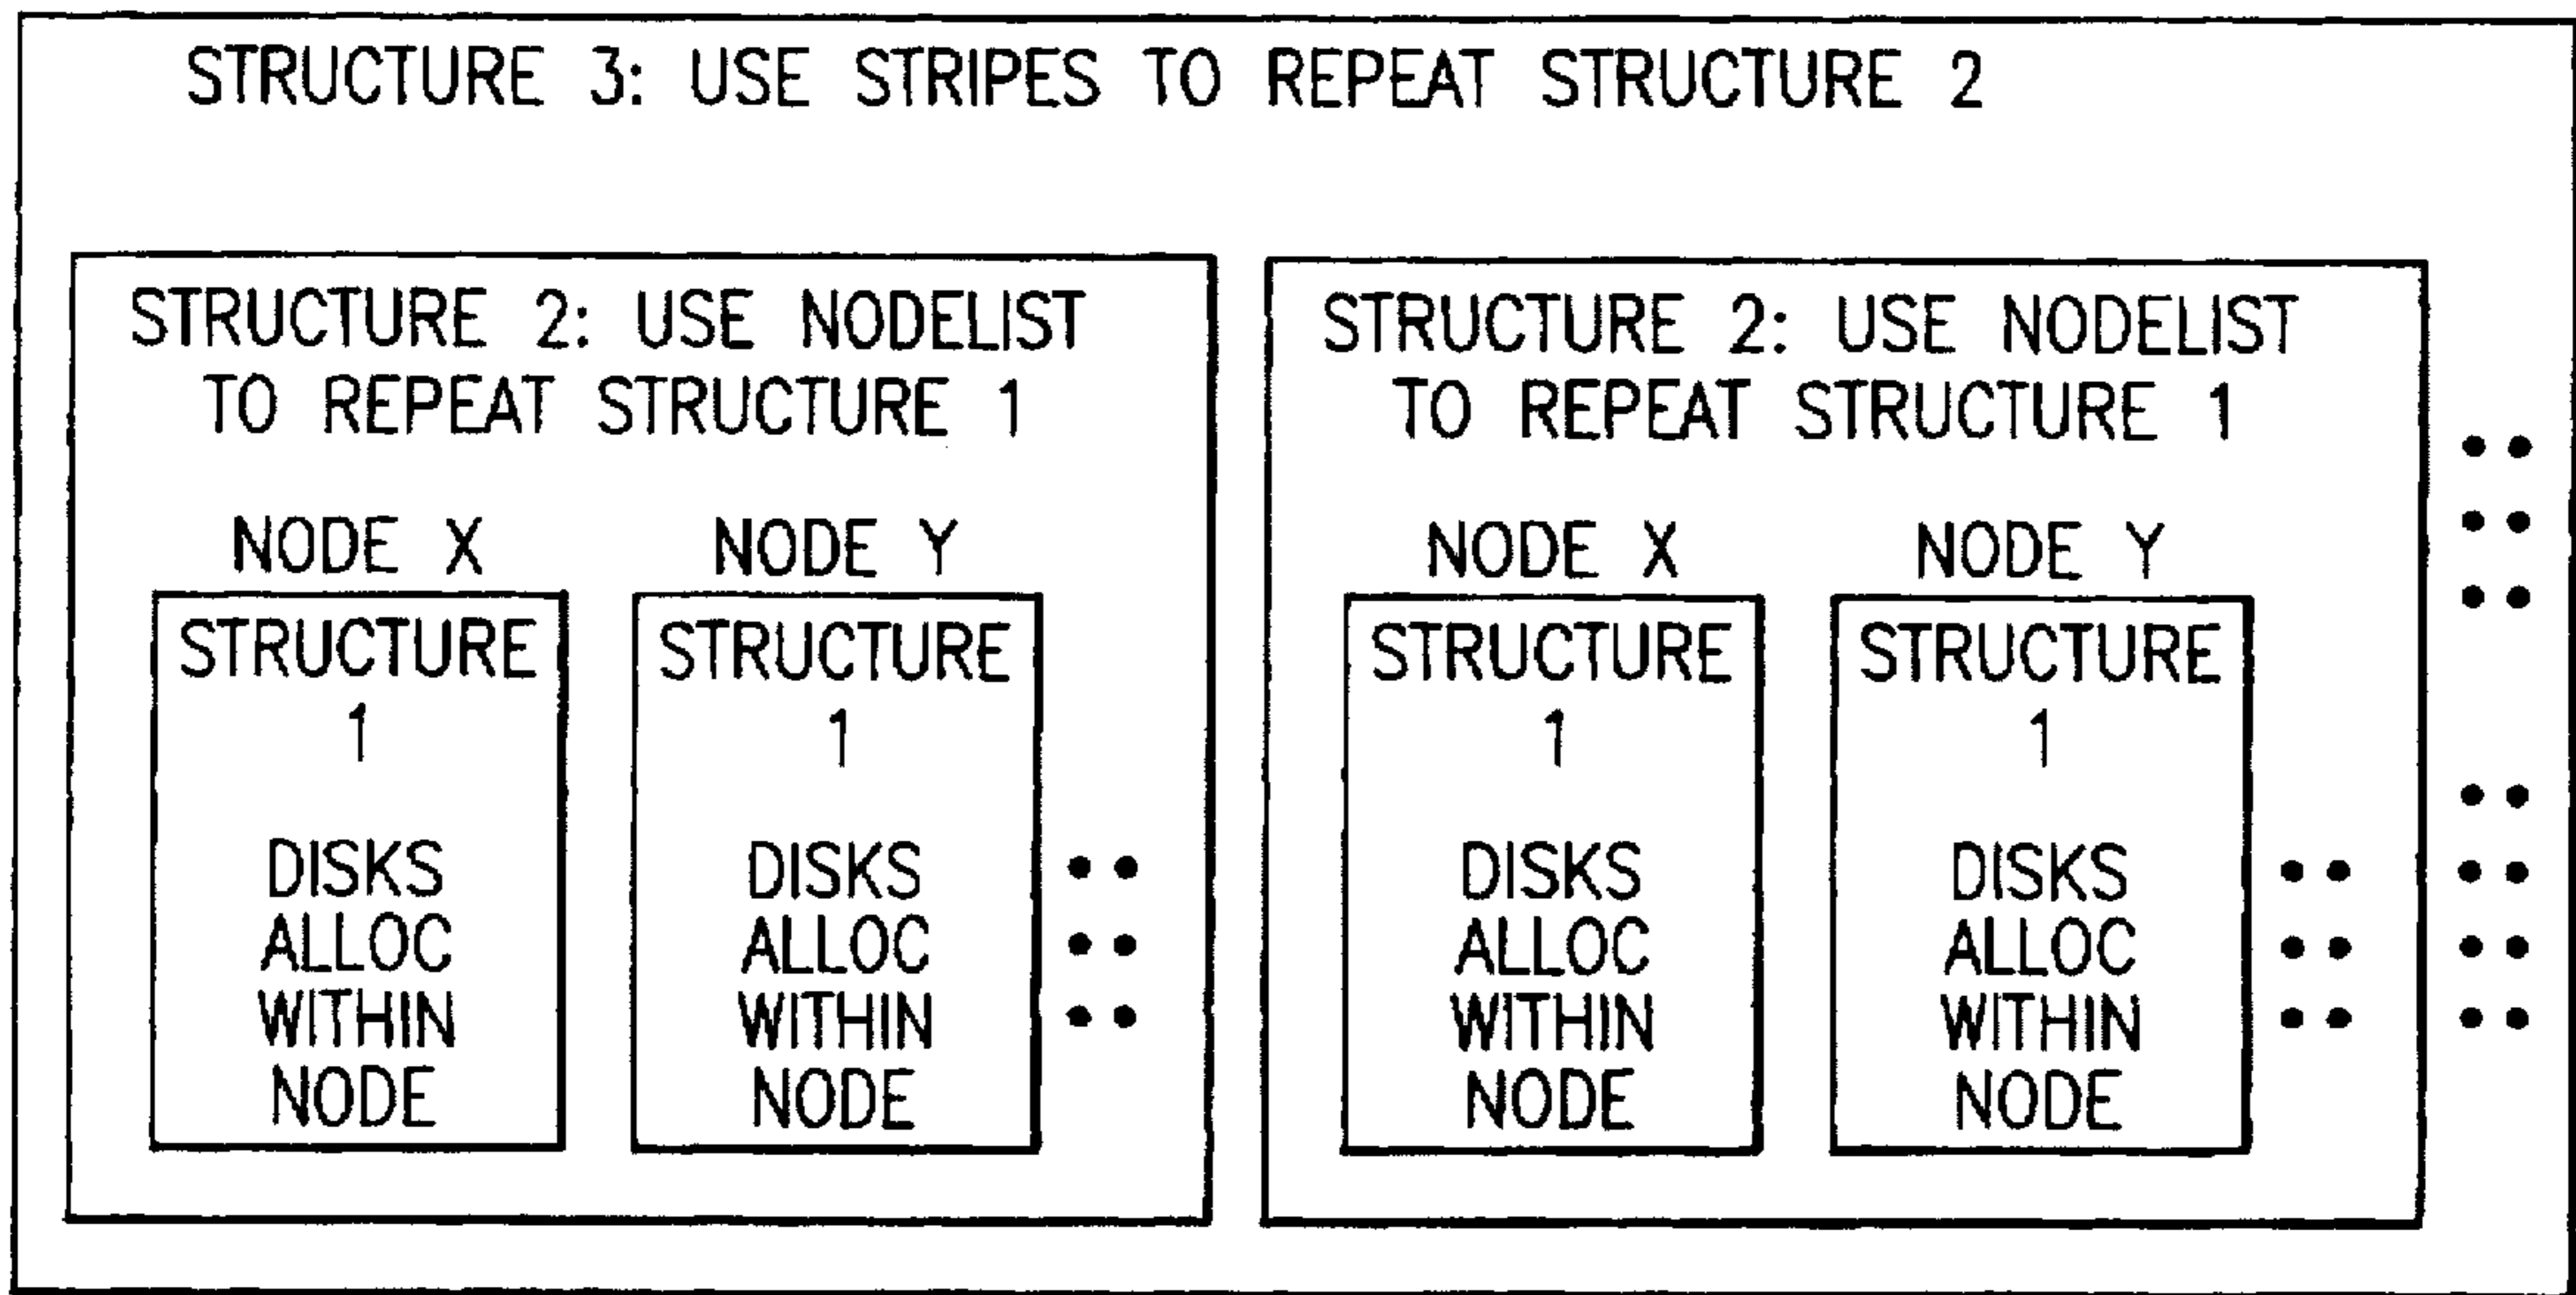 STRUCTURE 3: USE STRIPES TO REPEAT STRUCTURE 2
STRUCTURE 2: USE NODELIST
TO REPEAT STRUCTURE 1
NODE X
STRUCTURE
1
DISKS
ALLOC
WITHIN
NODE
NODE Y
STRUCTURE
1
DISKS
ALLOC
WITHIN
NODE
STRUCTURE 2: USE NODELIST
TO REPEAT STRUCTURE 1
NODE X
STRUCTURE
1
DISKS
ALLOC
WITHIN
NODE
NODE Y
STRUCTURE
1
DISKS
ALLOC
WITHIN
NODE